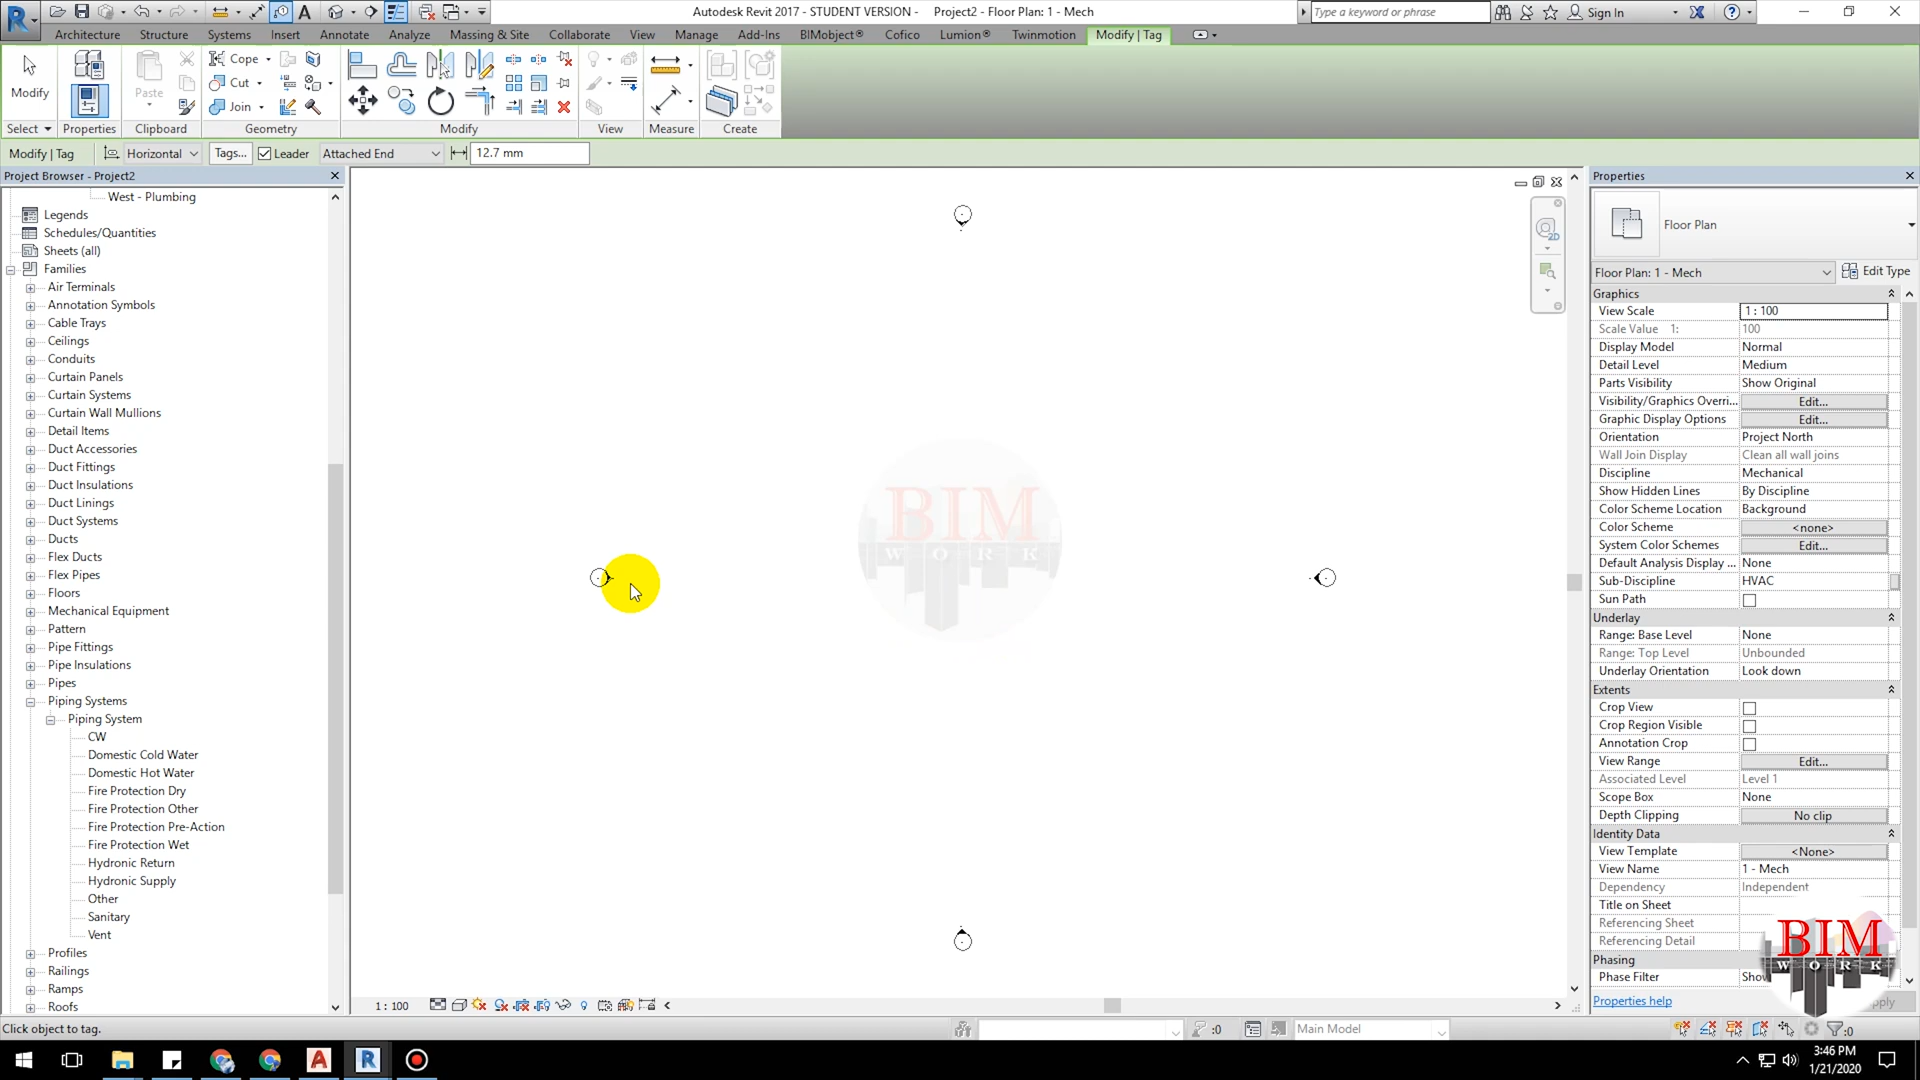 Autodesk Revit 2017 - STUDENT VERSION - Project2 - Floor Plan: 1 - Mech
Type a keyword or phrase
Sign In
Architecture Structure Systems Insert Annotate Analyze Massing & Site Collaborate View Manage Add-Ins BIMobject® Cofico Lumion® Twinmotion Modify | Tag
Modify
Paste
Cope
Cut
Join
Select Properties Clipboard Geometry Modify View Measure Create
Modify | Tag Horizontal Tags... Leader Attached End 12.7 mm
Project Browser - Project2
West - Plumbing
Legends
Schedules/Quantities
Sheets (all)
Families
Air Terminals
Annotation Symbols
Cable Trays
Ceilings
Conduits
Curtain Panels
Curtain Systems
Curtain Wall Mullions
Detail Items
Duct Accessories
Duct Fittings
Duct Insulations
Duct Linings
Duct Systems
Ducts
Flex Ducts
Flex Pipes
Floors
Mechanical Equipment
Pattern
Pipe Fittings
Pipe Insulations
Pipes
Piping Systems
Piping System
CW
Domestic Cold Water
Domestic Hot Water
Fire Protection Dry
Fire Protection Other
Fire Protection Pre-Action
Fire Protection Wet
Hydronic Return
Hydronic Supply
Other
Sanitary
Vent
Profiles
Railings
Ramps
Roofs
2D
BIM
WORK
1 : 100
Properties
Floor Plan
Floor Plan: 1 - Mech Edit Type
Graphics
View Scale 1 : 100
Scale Value 1: 100
Display Model Normal
Detail Level Medium
Parts Visibility Show Original
Visibility/Graphics Overri... Edit...
Graphic Display Options Edit...
Orientation Project North
Wall Join Display Clean all wall joins
Discipline Mechanical
Show Hidden Lines By Discipline
Color Scheme Location Background
Color Scheme <none>
System Color Schemes Edit...
Default Analysis Display ... None
Sub-Discipline HVAC
Sun Path
Underlay
Range: Base Level None
Range: Top Level Unbounded
Underlay Orientation Look down
Extents
Crop View
Crop Region Visible
Annotation Crop
View Range Edit...
Associated Level Level 1
Scope Box None
Depth Clipping No clip
Identity Data
View Template <None>
View Name 1 - Mech
Dependency Independent
Title on Sheet
Referencing Sheet
Referencing Detail
Phasing
Phase Filter Sho
Properties help
BIM
WORK
Click object to tag.
:0
Main Model
:0
3:46 PM
1/21/2020